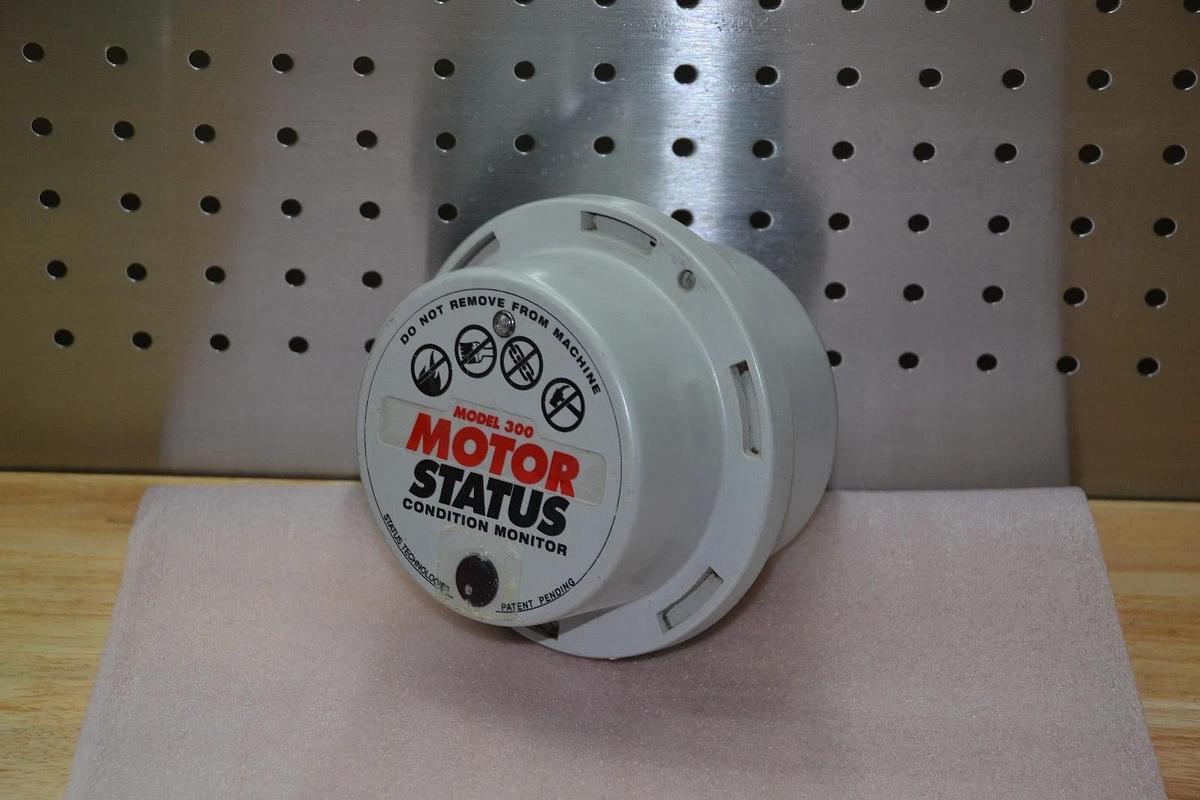 DO NOT REMOVE FROM MACHINE
MODEL 300
MOTOR
STATUS
CONDITION MONITOR
STATUS TECHNOLOGIES
PATENT PENDING